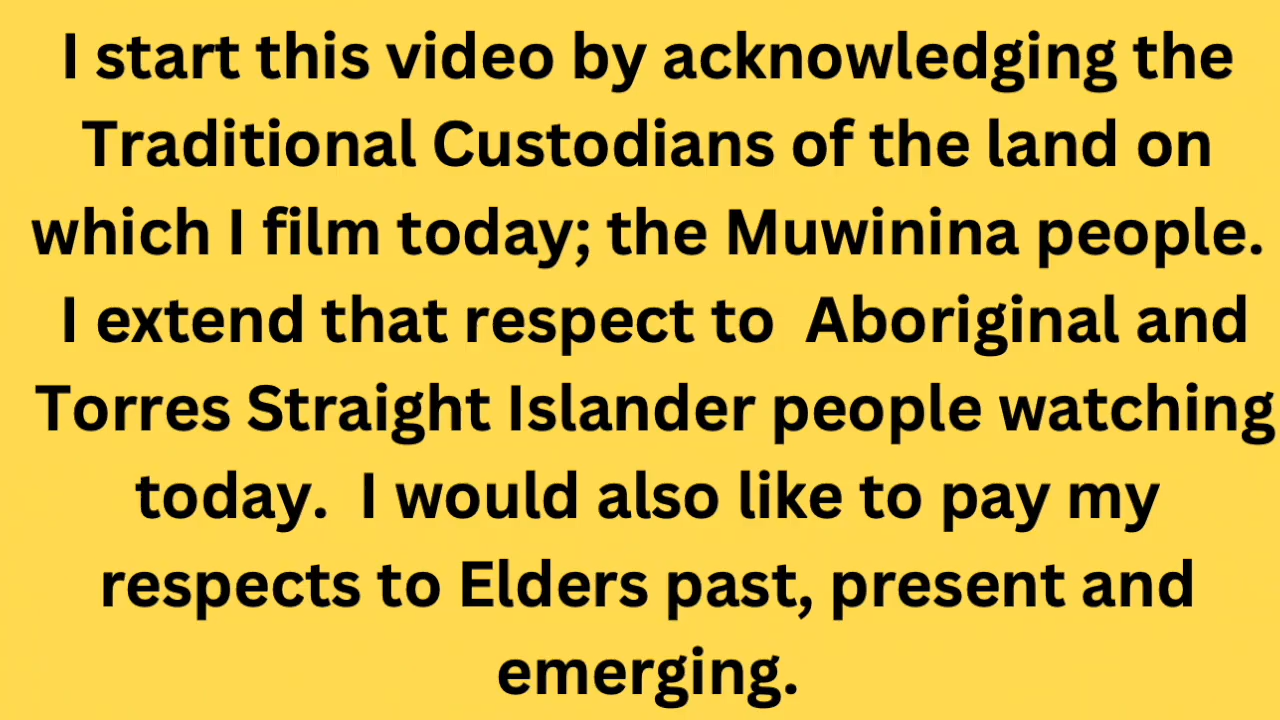 I start this video by acknowledging the
Traditional Custodians of the land on
which I film today; the Muwinina people.
I extend that respect to  Aboriginal and
Torres Straight Islander people watching
today.  I would also like to pay my
respects to Elders past, present and
emerging.